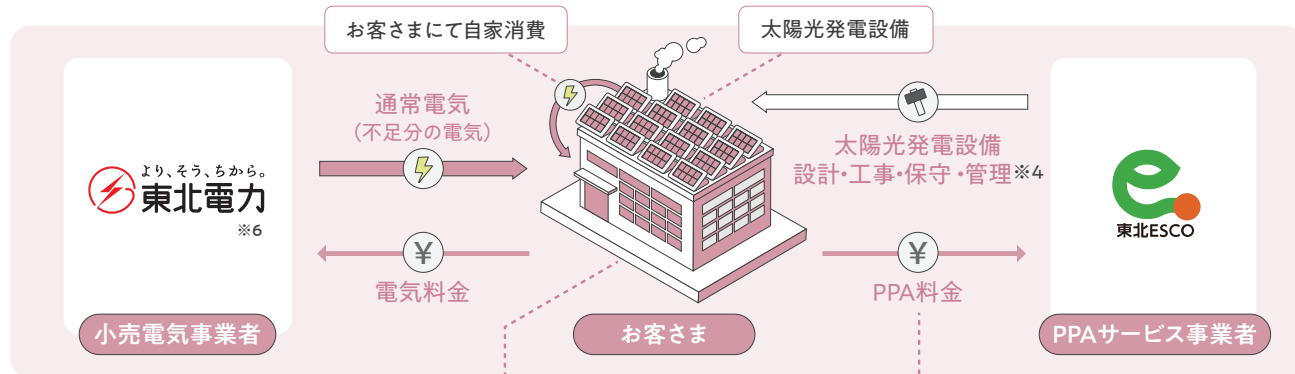 お客さまにて自家消費
太陽光発電設備
通常電気
(不足分の電気)
より、そう、ちから。
東北電力
※6
太陽光発電設備
設計・工事・保守・管理※4
東北ESCO
¥
電気料金
¥
PPA料金
小売電気事業者
お客さま
PPAサービス事業者